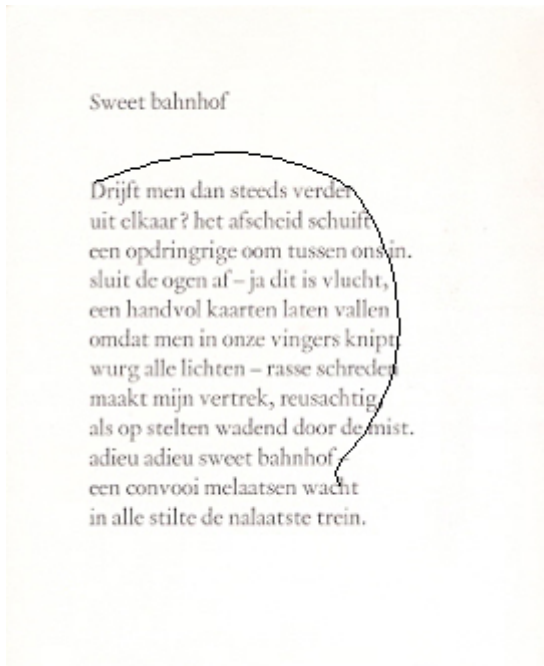 Sweet bahnhof
Drijft men dan steeds verder
uit elkaar? het afscheid schuift
een opdringrige oom tussen ons in.
sluit de ogen af – ja dit is vlucht,
een handvol kaarten laten vallen
omdat men in onze vingers knipt,
wurg alle lichten – rasse schreden
maakt mijn vertrek, reusachtig,
als op stelten wadend door de mist.
adieu adieu sweet bahnhof –
een convooi melaatsen wacht
in alle stilte de nalaatste trein.